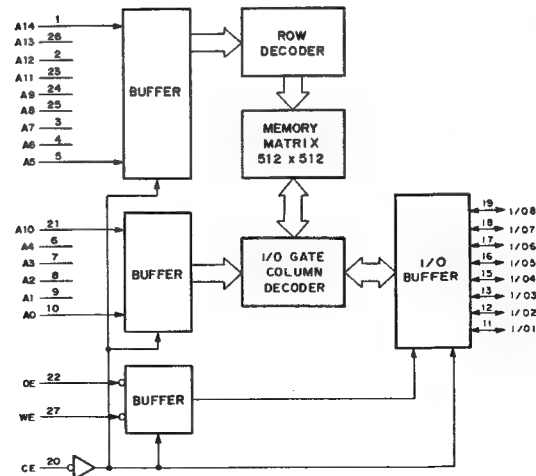 A14 1
A13 26
A12 2
A11 23
A9 24
A8 25
A7 3
A6 4
A5 5
BUFFER
ROW
DECODER
MEMORY
MATRIX
512 x 512
A10 21
A4 6
A3 7
A2 8
A1 9
A0 10
BUFFER
I/O GATE
COLUMN
DECODER
I/O
BUFFER
19 I/O8
18 I/O7
17 I/O6
16 I/O5
15 I/O4
13 I/O3
12 I/O2
11 I/O1
OE 22
WE 27
BUFFER
CE 20